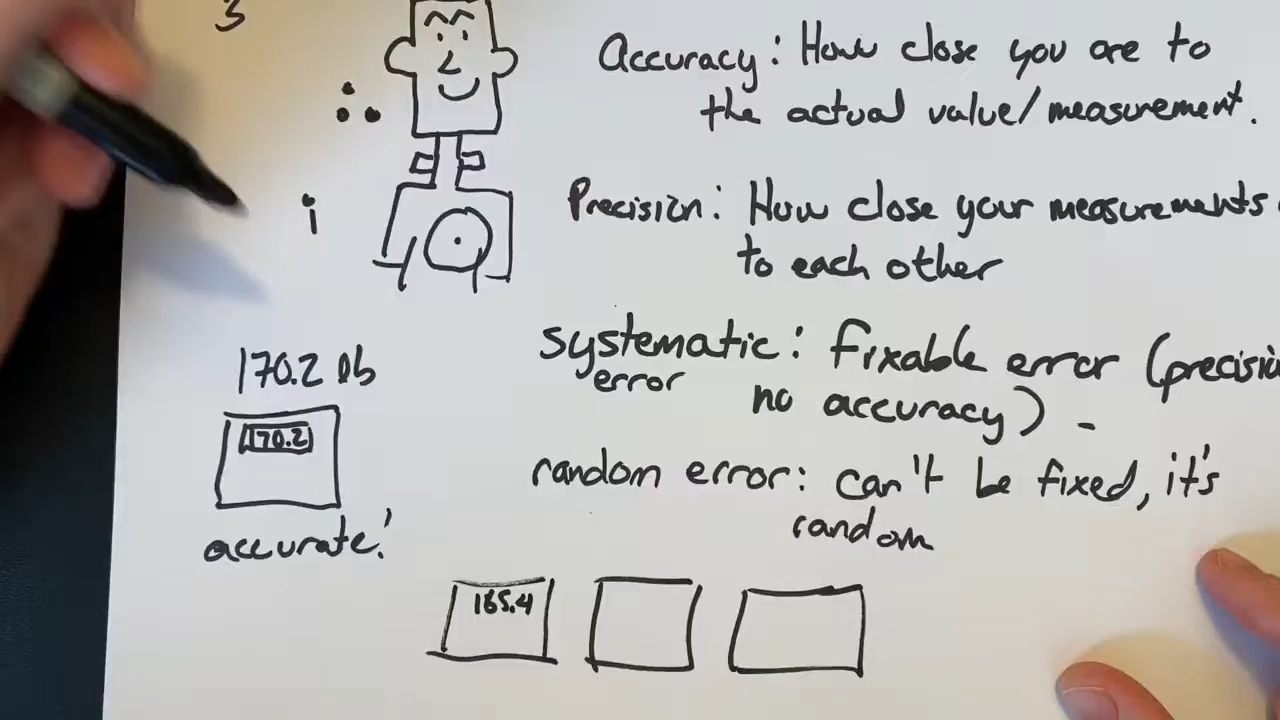 3
Accuracy: How close you are to
the actual value/measurement.
Precision: How close your measurements
to each other
systematic: fixable error (precisi
error no accuracy) -
random error: can't be fixed, it's
random
170.2 lb
170.2
accurate!
165.4